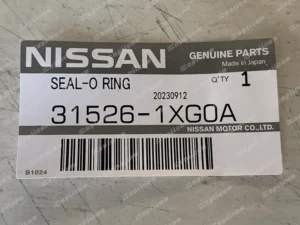 NISSAN
GENUINE PARTS
Made in Japan
SEAL-O RING
Q'TY 1
20230912
31526-1XG0A
NISSAN MOTOR CO.,LTD.
B1024